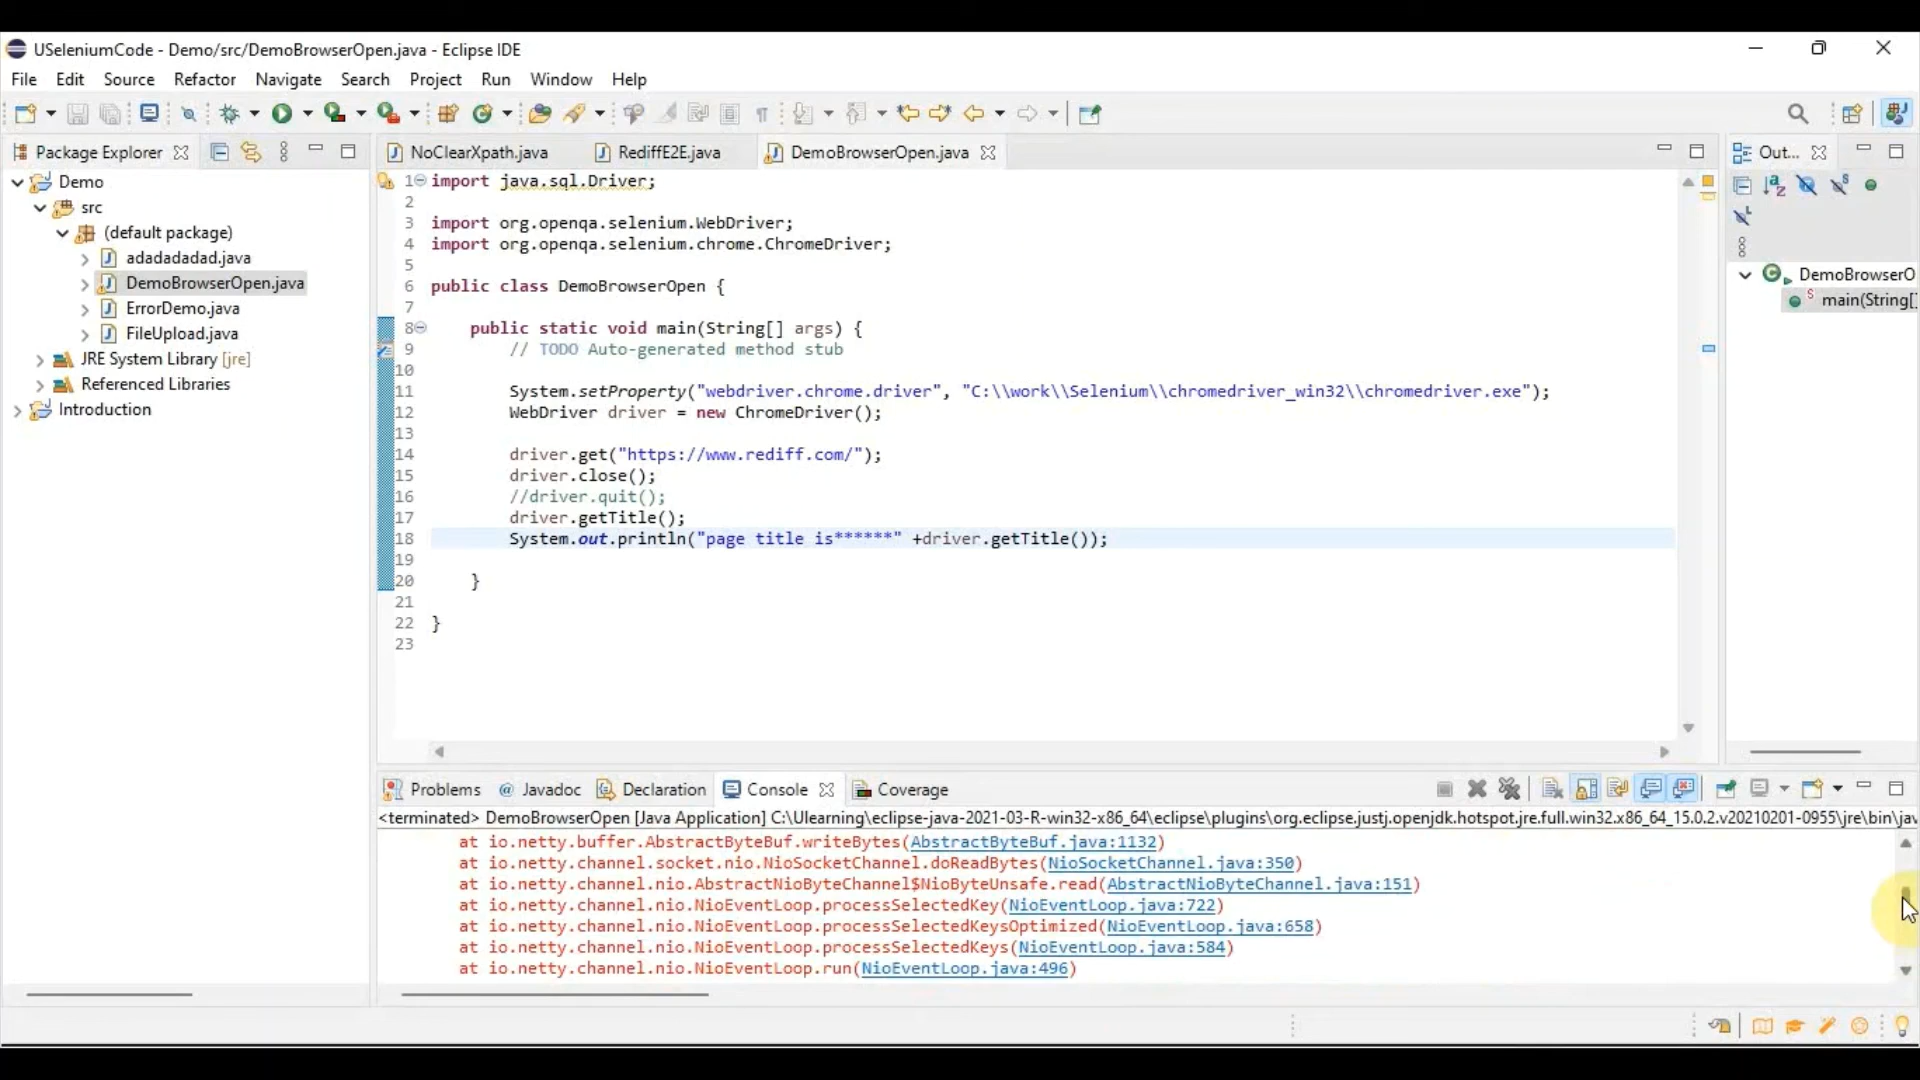 USeleniumCode - Demo/src/DemoBrowserOpen.java - Eclipse IDE
File Edit Source Refactor Navigate Search Project Run Window Help
Package Explorer
Demo
src
(default package)
adadadadad.java
DemoBrowserOpen.java
ErrorDemo.java
FileUpload.java
JRE System Library [jre]
Referenced Libraries
Introduction
NoClearXpath.java RediffE2E.java DemoBrowserOpen.java
1 import java.sql.Driver;
2
3 import org.openqa.selenium.WebDriver;
4 import org.openqa.selenium.chrome.ChromeDriver;
5
6 public class DemoBrowserOpen {
7
8 public static void main(String[] args) {
9 // TODO Auto-generated method stub
10
11 System.setProperty("webdriver.chrome.driver", "C:\\work\\Selenium\\chromedriver_win32\\chromedriver.exe");
12 WebDriver driver = new ChromeDriver();
13
14 driver.get("https://www.rediff.com/");
15 driver.close();
16 //driver.quit();
17 driver.getTitle();
18 System.out.println("page title is******" +driver.getTitle());
19
20 }
21
22 }
23
Out...
DemoBrowserO
main(String[]
Problems Javadoc Declaration Console Coverage
<terminated> DemoBrowserOpen [Java Application] C:\Ulearning\eclipse-java-2021-03-R-win32-x86_64\eclipse\plugins\org.eclipse.justj.openjdk.hotspot.jre.full.win32.x86_64_15.0.2.v20210201-0955\jre\bin\jav
at io.netty.buffer.AbstractByteBuf.writeBytes(AbstractByteBuf.java:1132)
at io.netty.channel.socket.nio.NioSocketChannel.doReadBytes(NioSocketChannel.java:350)
at io.netty.channel.nio.AbstractNioByteChannel$NioByteUnsafe.read(AbstractNioByteChannel.java:151)
at io.netty.channel.nio.NioEventLoop.processSelectedKey(NioEventLoop.java:722)
at io.netty.channel.nio.NioEventLoop.processSelectedKeysOptimized(NioEventLoop.java:658)
at io.netty.channel.nio.NioEventLoop.processSelectedKeys(NioEventLoop.java:584)
at io.netty.channel.nio.NioEventLoop.run(NioEventLoop.java:496)